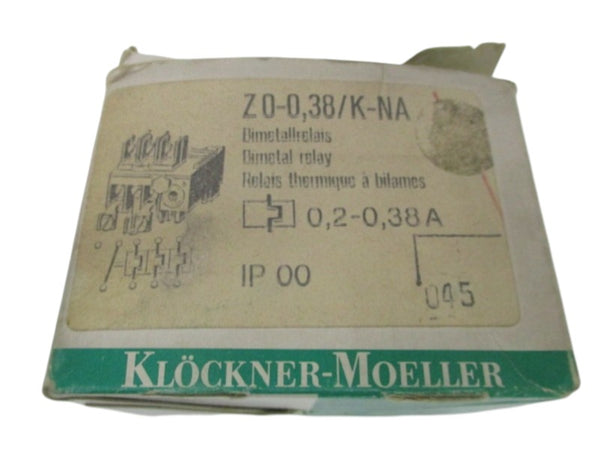 Z 0-0,38/K-NA
Bimetallrelais
Bimetal relay
Relais thermique à bilames
0,2-0,38 A
IP 00
045
KLÖCKNER-MOELLER